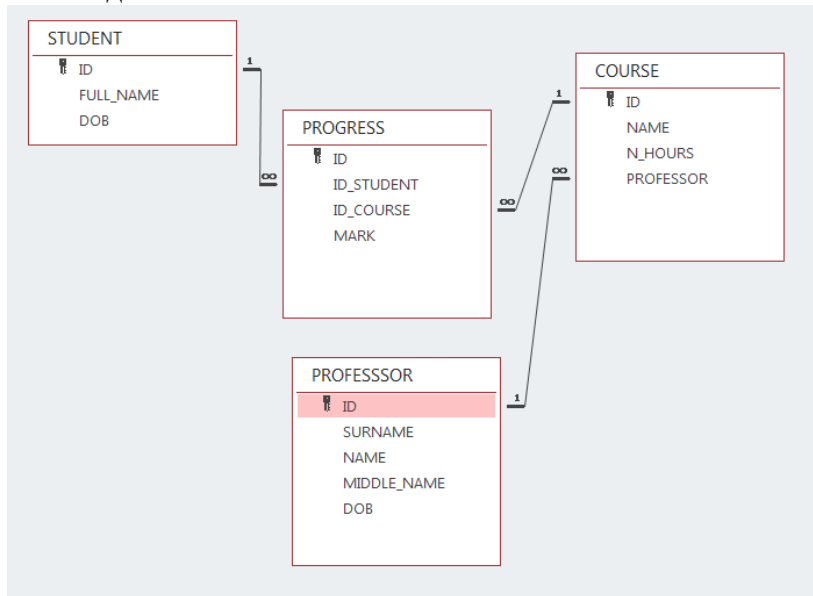 STUDENT
ID
FULL_NAME
DOB
1
∞
PROGRESS
ID
ID_STUDENT
ID_COURSE
MARK
∞
1
COURSE
ID
NAME
N_HOURS
PROFESSOR
∞
1
PROFESSSOR
ID
SURNAME
NAME
MIDDLE_NAME
DOB